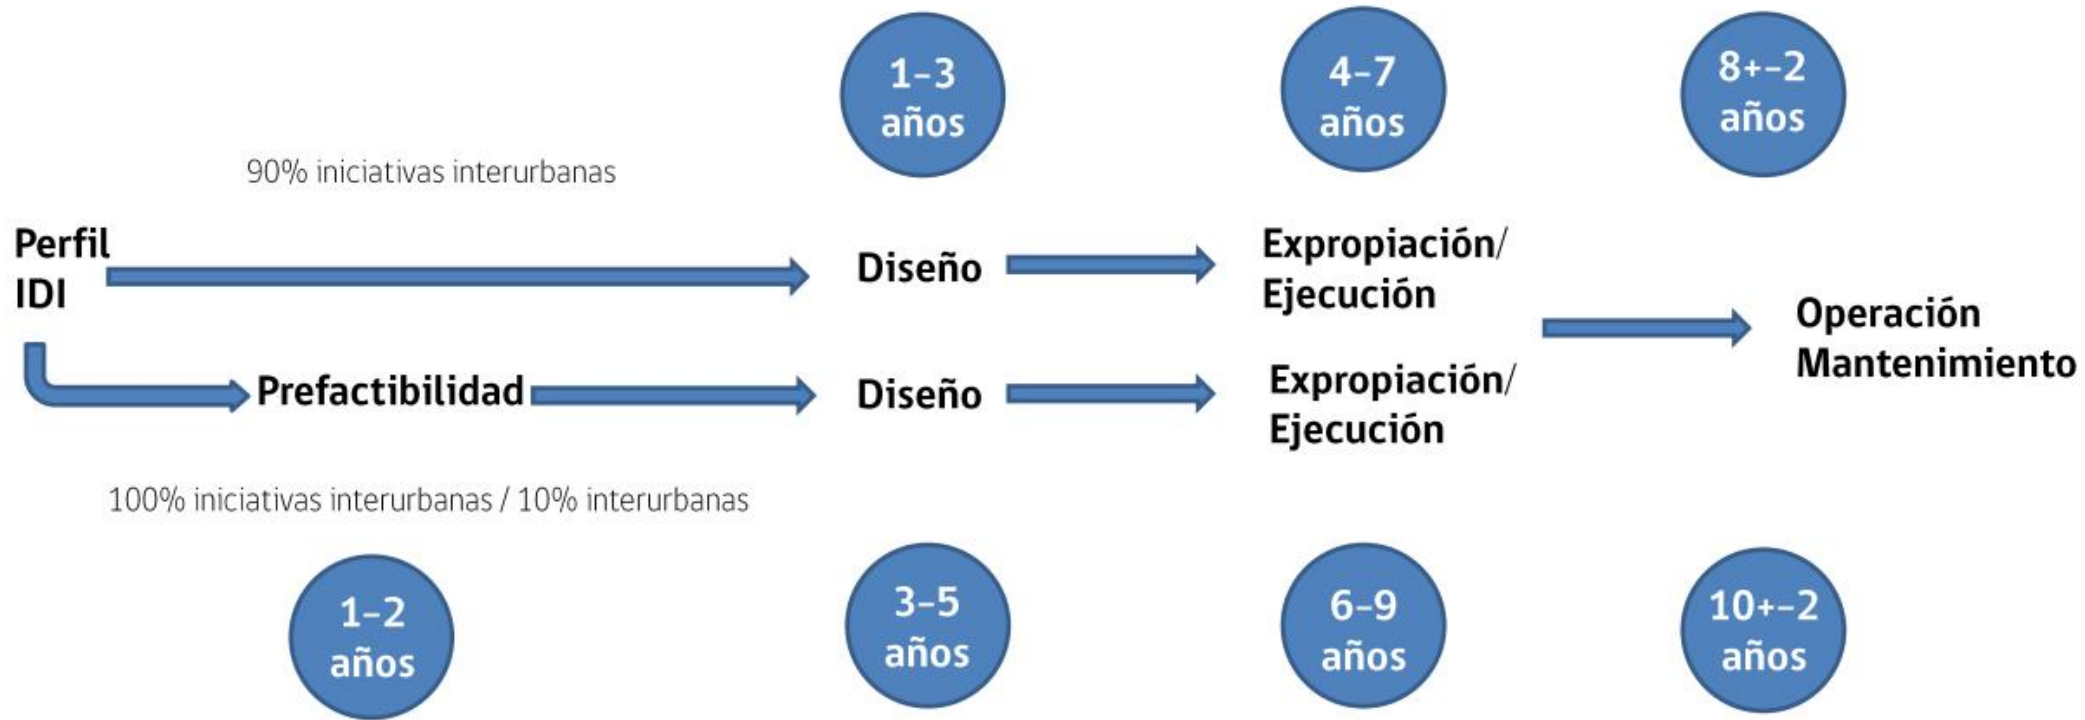 1–3
años
4–7
años
8+–2
años
90% iniciativas interurbanas
Perfil
IDI
Diseño
Expropiación/
Ejecución
Operación
Mantenimiento
Prefactibilidad
Diseño
Expropiación/
Ejecución
100% iniciativas interurbanas / 10% interurbanas
1–2
años
3–5
años
6–9
años
10+–2
años